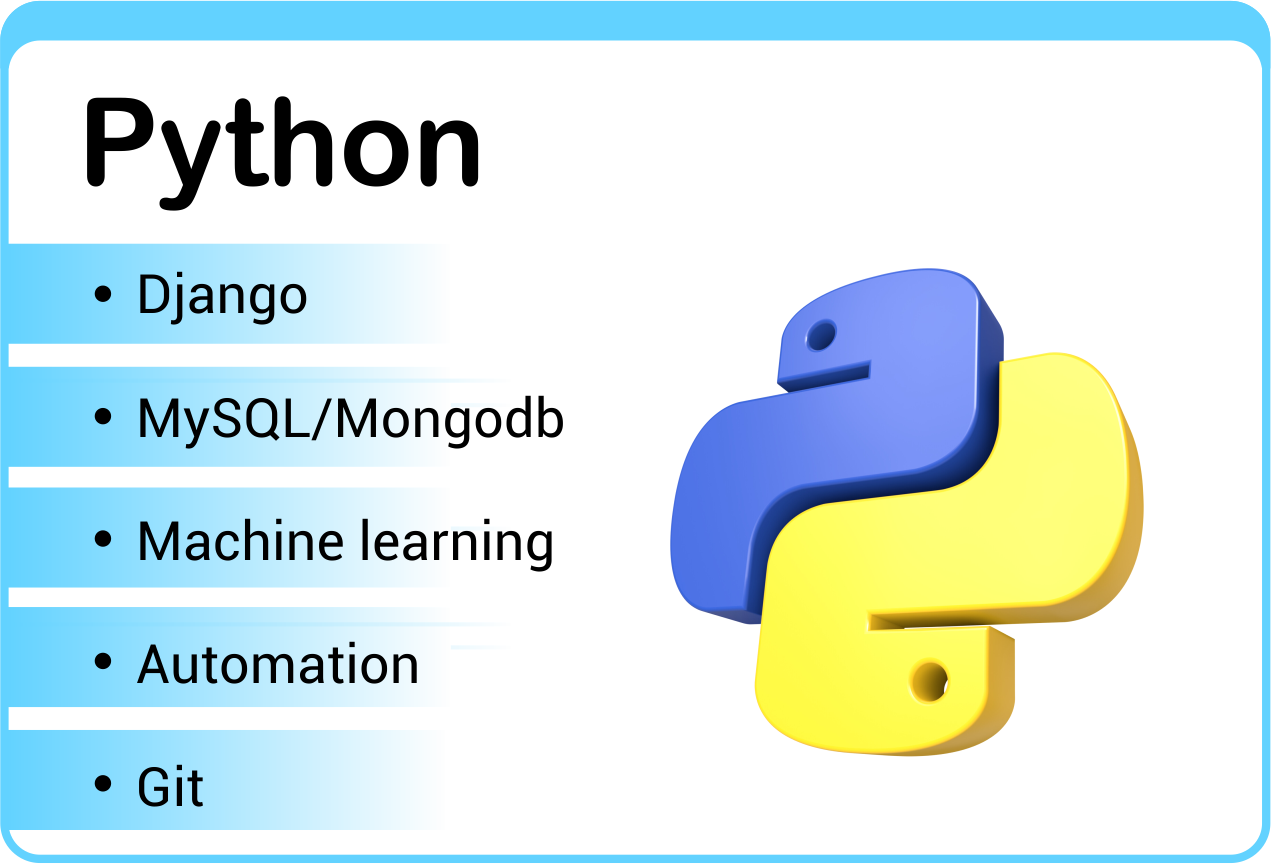 Python
• Django
• MySQL/Mongodb
• Machine learning
• Automation
• Git